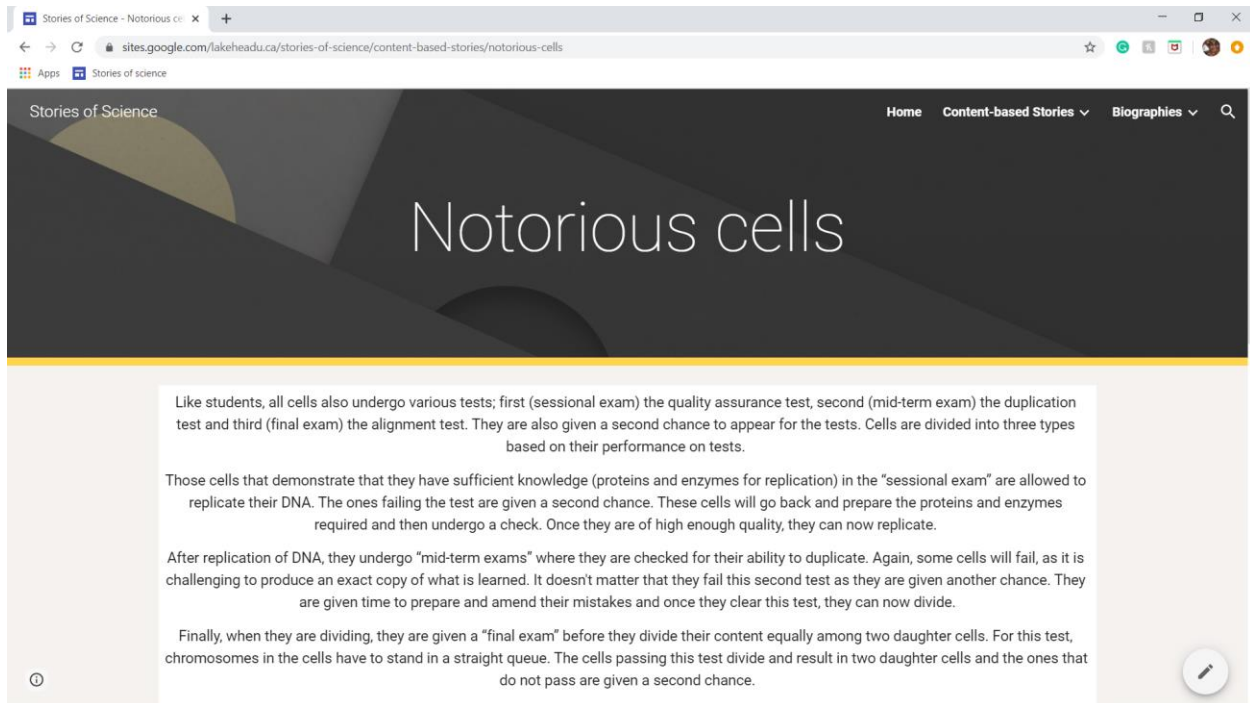 Stories of Science - Notorious ce
sites.google.com/lakeheadu.ca/stories-of-science/content-based-stories/notorious-cells
Apps Stories of science
Stories of Science Home Content-based Stories Biographies
Notorious cells
Like students, all cells also undergo various tests; first (sessional exam) the quality assurance test, second (mid-term exam) the duplication
test and third (final exam) the alignment test. They are also given a second chance to appear for the tests. Cells are divided into three types
based on their performance on tests.
Those cells that demonstrate that they have sufficient knowledge (proteins and enzymes for replication) in the “sessional exam” are allowed to
replicate their DNA. The ones failing the test are given a second chance. These cells will go back and prepare the proteins and enzymes
required and then undergo a check. Once they are of high enough quality, they can now replicate.
After replication of DNA, they undergo “mid-term exams” where they are checked for their ability to duplicate. Again, some cells will fail, as it is
challenging to produce an exact copy of what is learned. It doesn't matter that they fail this second test as they are given another chance. They
are given time to prepare and amend their mistakes and once they clear this test, they can now divide.
Finally, when they are dividing, they are given a “final exam” before they divide their content equally among two daughter cells. For this test,
chromosomes in the cells have to stand in a straight queue. The cells passing this test divide and result in two daughter cells and the ones that
do not pass are given a second chance.